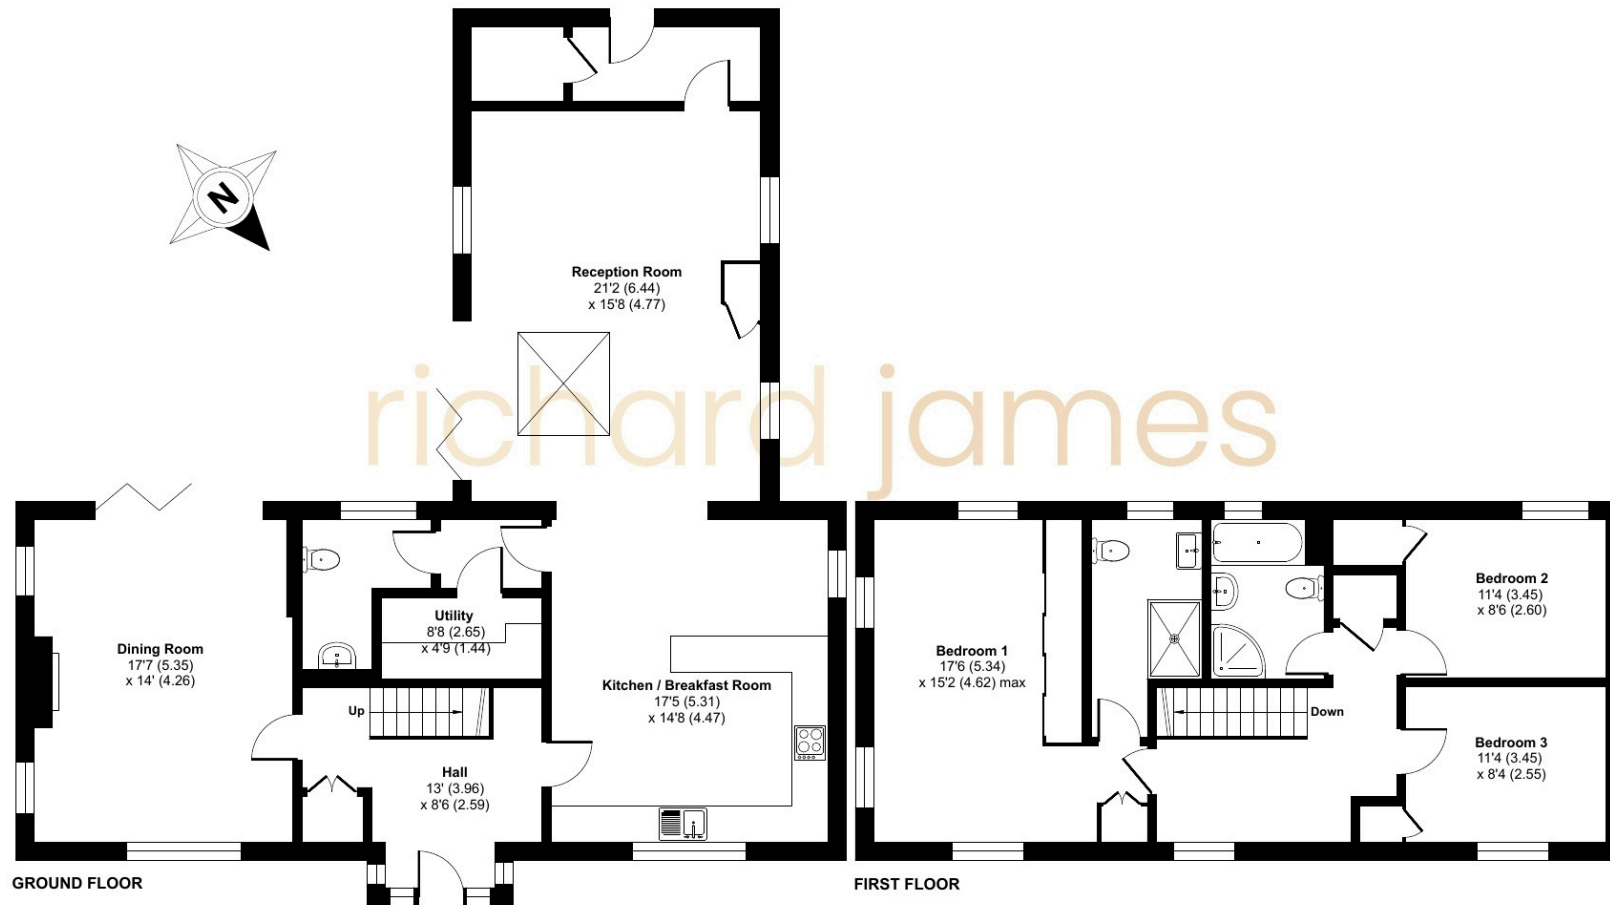 N
Reception Room
21'2 (6.44)
x 15'8 (4.77)
richard james
Utility
8'8 (2.65)
x 4'9 (1.44)
Dining Room
17'7 (5.35)
x 14' (4.26)
Kitchen / Breakfast Room
17'5 (5.31)
x 14'8 (4.47)
Up
Hall
13' (3.96)
x 8'6 (2.59)
GROUND FLOOR
Bedroom 1
17'6 (5.34)
x 15'2 (4.62) max
Bedroom 2
11'4 (3.45)
x 8'6 (2.60)
Down
Bedroom 3
11'4 (3.45)
x 8'4 (2.55)
FIRST FLOOR